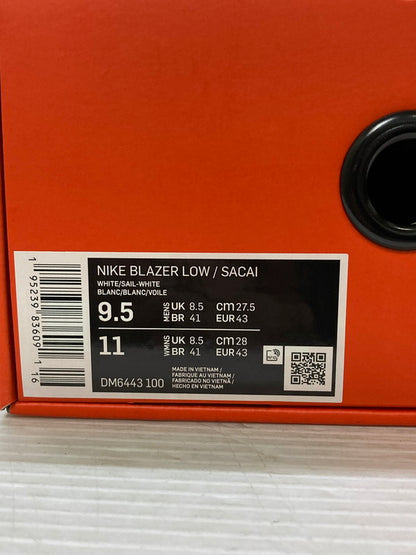 NIKE BLAZER LOW / SACAI
WHITE/SAIL-WHITE
BLANC/BLANC/VOILE
9.5 MENS UK 8.5 CM 27.5
BR 41 EUR 43
11 WMNS UK 8.5 CM 28
BR 41 EUR 43
DM6443 100
MADE IN VIETNAM /
FABRIQUE AU VIETNAM /
FABRICADO NO VIETNÃ /
HECHO EN VIETNAM
1 95239 83609 1 16